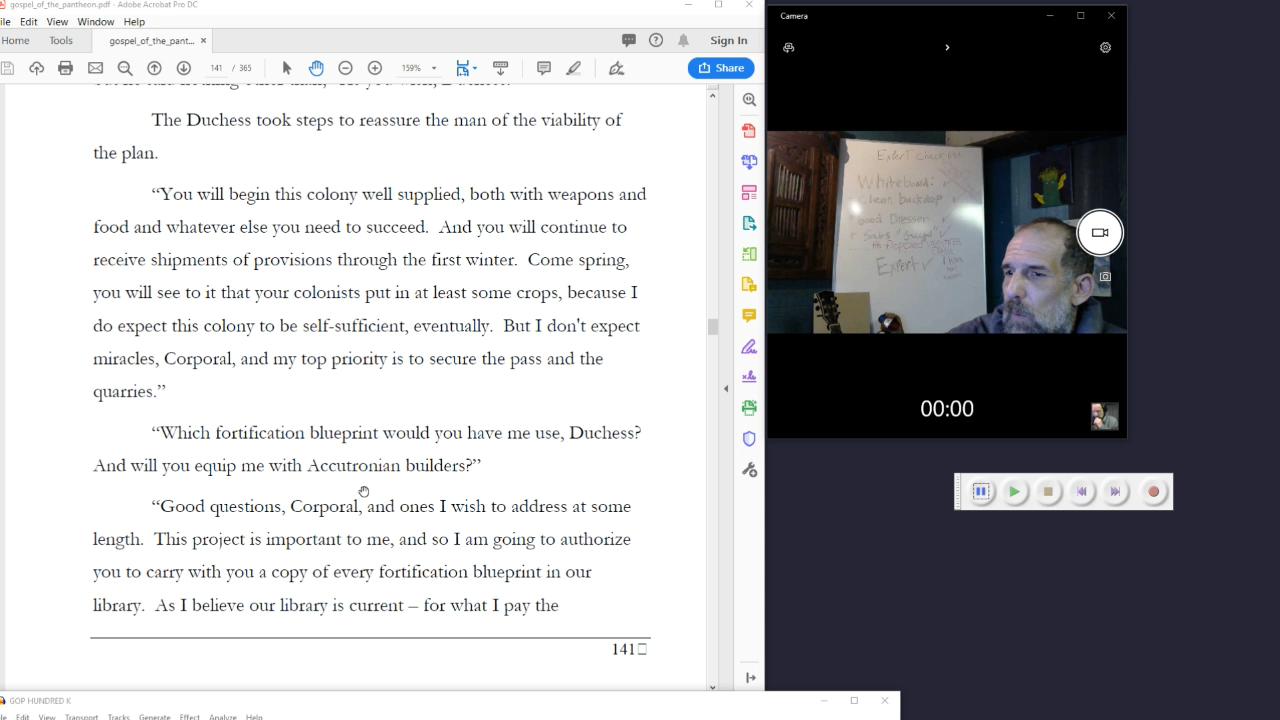 gospel_of_the_pantheon.pdf - Adobe Acrobat Pro DC
Edit View Window Help
Home Tools gospel_of_the_pant... × Sign In
141 / 365 159% Share
The Duchess took steps to reassure the man of the viability of
the plan.
“You will begin this colony well supplied, both with weapons and
food and whatever else you need to succeed. And you will continue to
receive shipments of provisions through the first winter. Come spring,
you will see to it that your colonists put in at least some crops, because I
do expect this colony to be self-sufficient, eventually. But I don't expect
miracles, Corporal, and my top priority is to secure the pass and the
quarries.”
“Which fortification blueprint would you have me use, Duchess?
And will you equip me with Accutronian builders?”
“Good questions, Corporal, and ones I wish to address at some
length. This project is important to me, and so I am going to authorize
you to carry with you a copy of every fortification blueprint in our
library. As I believe our library is current – for what I pay the
141
Camera
Expert Checklist
Whiteboard: ✓
Clean backdrop ✓
Good Dresser ✓
Expert ✓
00:00
GOP HUNDRED K
Edit View Transport Tracks Generate Effect Analyze Help